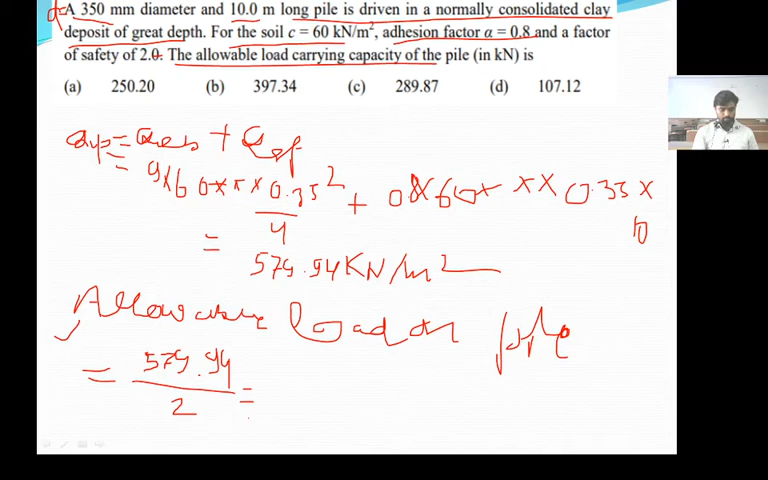 A 350 mm diameter and 10.0 m long pile is driven in a normally consolidated clay
deposit of great depth. For the soil c = 60 kN/m², adhesion factor α = 0.8 and a factor
of safety of 2.0. The allowable load carrying capacity of the pile (in kN) is
(a) 250.20 (b) 397.34 (c) 289.87 (d) 107.12
= 9×60×π×0.35²/4 + 0.8×60×π×0.35×10
= 579.94 KN/m²
Allowable load on pile
= 579.94/2 =